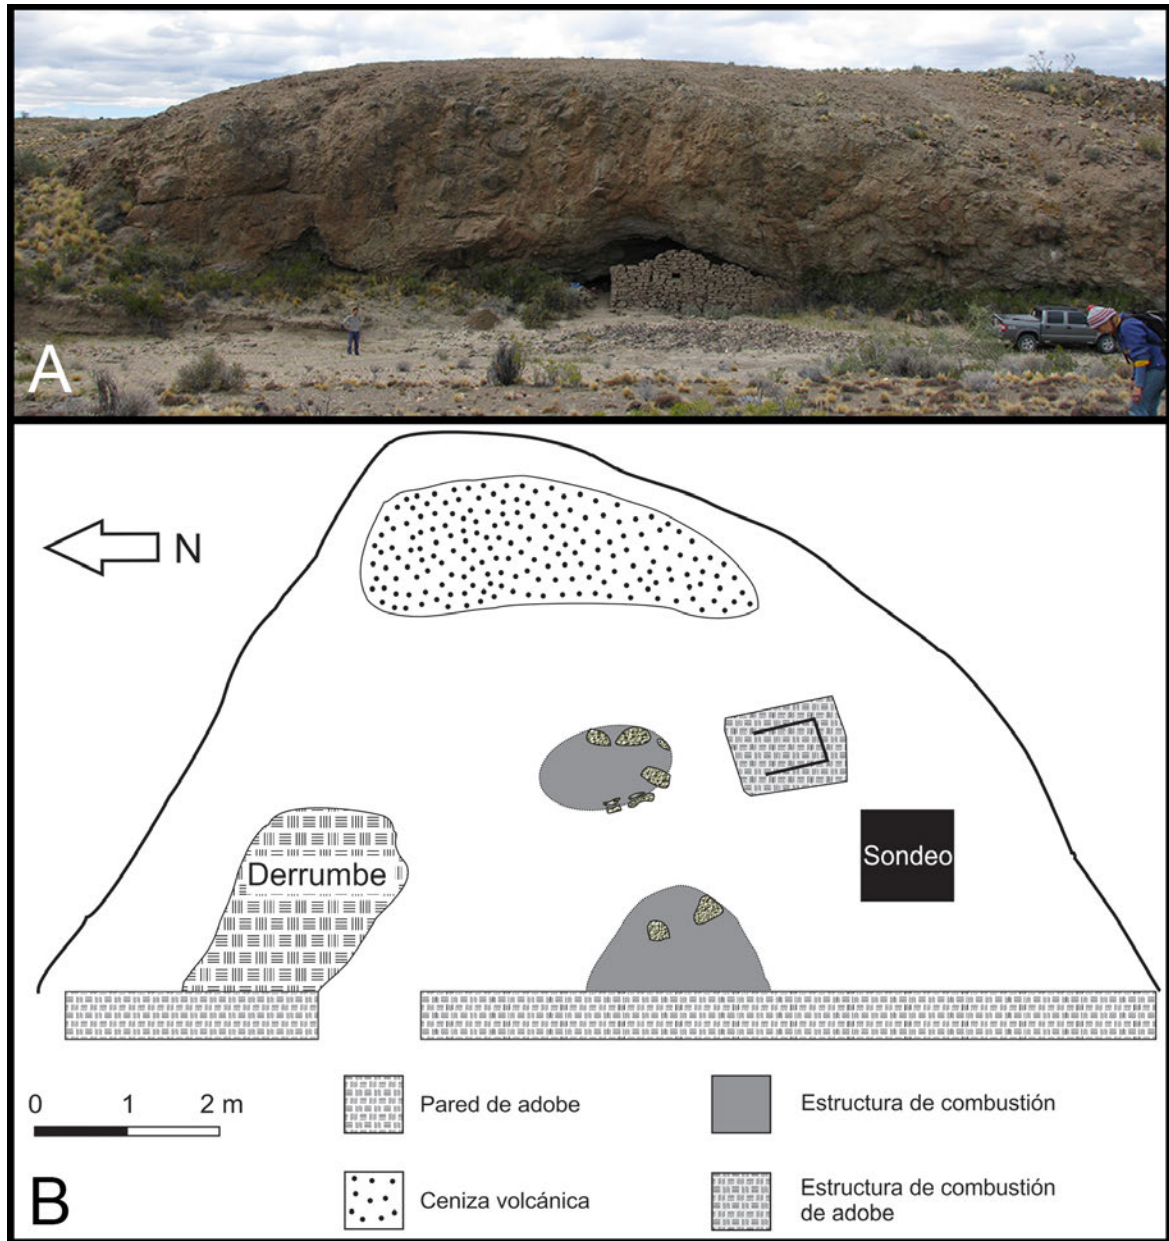 A
N
Derrumbe
Sondeo
0 1 2 m
Pared de adobe
Estructura de combustión
Ceniza volcánica
Estructura de combustión
de adobe
B